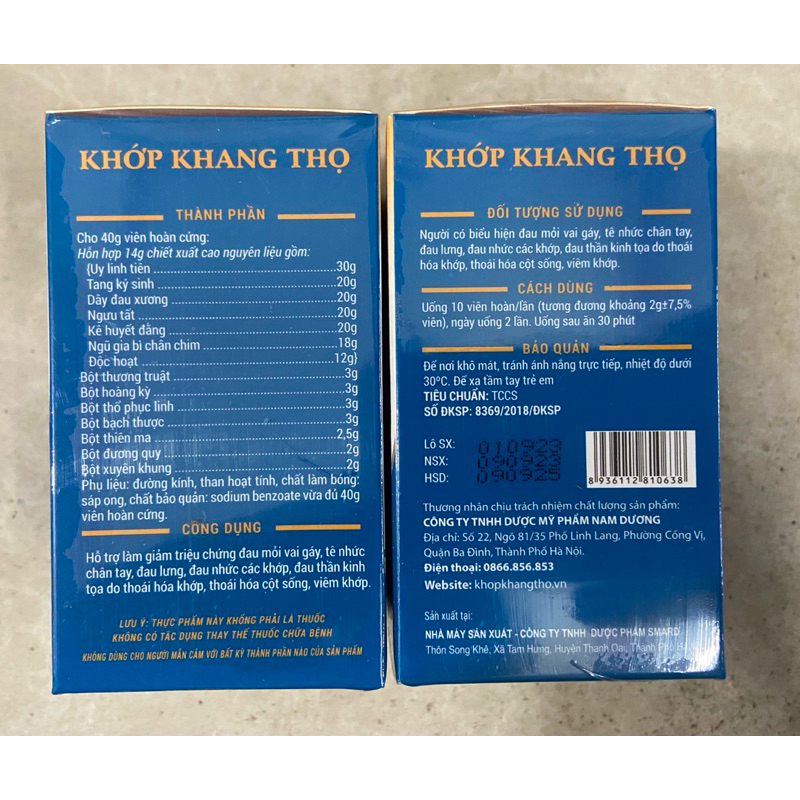 KHỚP KHANG THỌ
THÀNH PHẦN
Cho 40g viên hoàn cứng:
Hỗn hợp 14g chiết xuất cao nguyên liệu gồm:
{Uy linh tiên ........ 30g
Tang ký sinh ........ 20g
Dây đau xương ........ 20g
Ngưu tất ........ 20g
Kê huyết đằng ........ 20g
Ngũ gia bì chân chim ........ 18g
Độc hoạt ........ 12g}
Bột thương truật ........ 3g
Bột hoàng kỳ ........ 3g
Bột thổ phục linh ........ 3g
Bột bạch thược ........ 3g
Bột thiên ma ........ 2,5g
Bột đương quy ........ 2g
Bột xuyên khung ........ 2g
Phụ liệu: đường kính, than hoạt tính, chất làm bóng:
sáp ong, chất bảo quản: sodium benzoate vừa đủ 40g
viên hoàn cứng.
CÔNG DỤNG
Hỗ trợ làm giảm triệu chứng đau mỏi vai gáy, tê nhức
chân tay, đau lưng, đau nhức các khớp, đau thần kinh
tọa do thoái hóa khớp, thoái hóa cột sống, viêm khớp.
LƯU Ý: THỰC PHẨM NÀY KHÔNG PHẢI LÀ THUỐC
KHÔNG CÓ TÁC DỤNG THAY THẾ THUỐC CHỮA BỆNH
KHÔNG DÙNG CHO NGƯỜI MẪN CẢM VỚI BẤT KỲ THÀNH PHẦN NÀO CỦA SẢN PHẨM
KHỚP KHANG THỌ
ĐỐI TƯỢNG SỬ DỤNG
Người có biểu hiện đau mỏi vai gáy, tê nhức chân tay,
đau lưng, đau nhức các khớp, đau thần kinh tọa do thoái
hóa khớp, thoái hóa cột sống, viêm khớp.
CÁCH DÙNG
Uống 10 viên hoàn/lần (tương đương khoảng 2g±7,5%
viên), ngày uống 2 lần. Uống sau ăn 30 phút
BẢO QUẢN
Để nơi khô mát, tránh ánh nắng trực tiếp, nhiệt độ dưới
30ºC. Để xa tầm tay trẻ em
TIÊU CHUẨN: TCCS
SỐ ĐKSP: 8369/2018/ĐKSP
Lô SX: 010923
NSX: 090923
HSD: 090925
8 936112 810638
Thương nhân chịu trách nhiệm chất lượng sản phẩm:
CÔNG TY TNHH DƯỢC MỸ PHẨM NAM DƯƠNG
Địa chỉ: Số 22, Ngõ 81/35 Phố Linh Lang, Phường Cống Vị,
Quận Ba Đình, Thành Phố Hà Nội.
Điện thoại: 0866.856.853
Website: khopkhangtho.vn
Sản xuất tại:
NHÀ MÁY SẢN XUẤT - CÔNG TY TNHH DƯỢC PHẨM SMARD
Thôn Song Khê, Xã Tam Hưng, Huyện Thanh Oai, Thành Phố